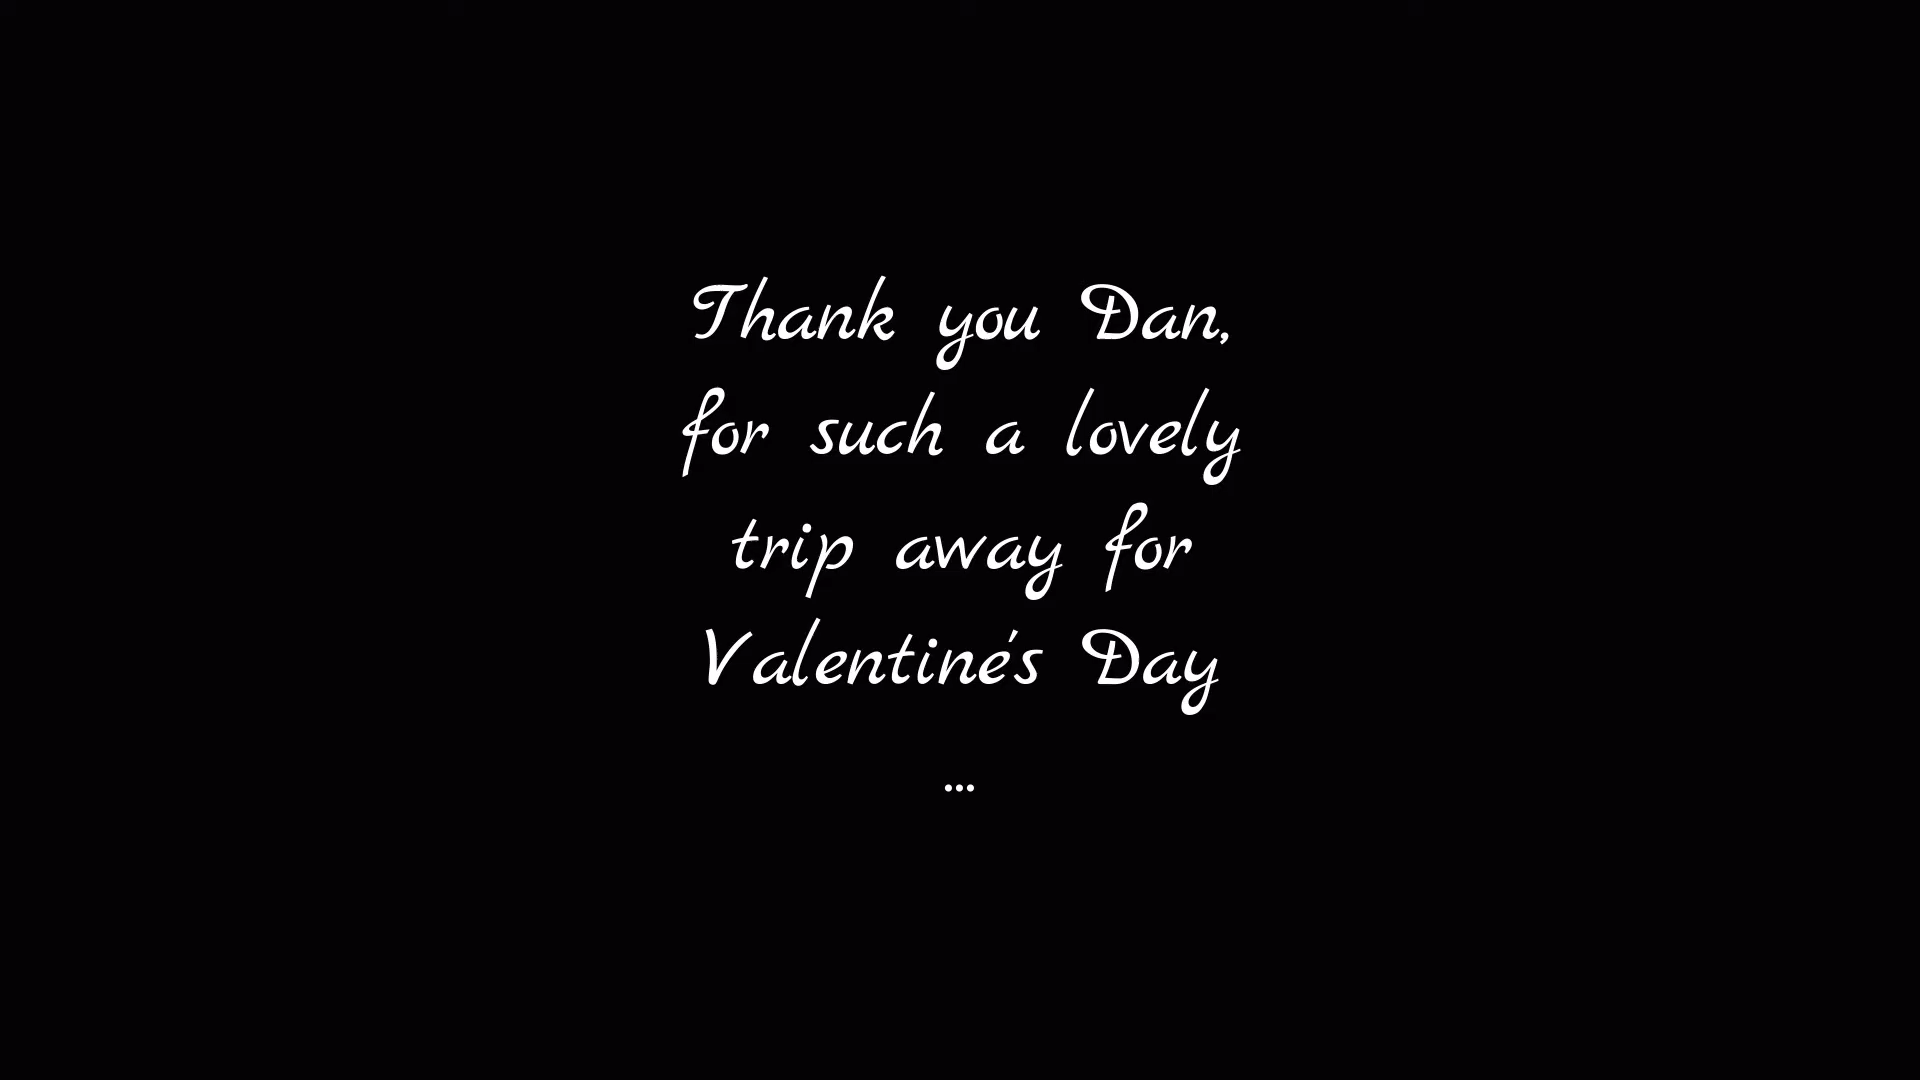 Thank you Dan,
for such a lovely
trip away for
Valentine's Day
...